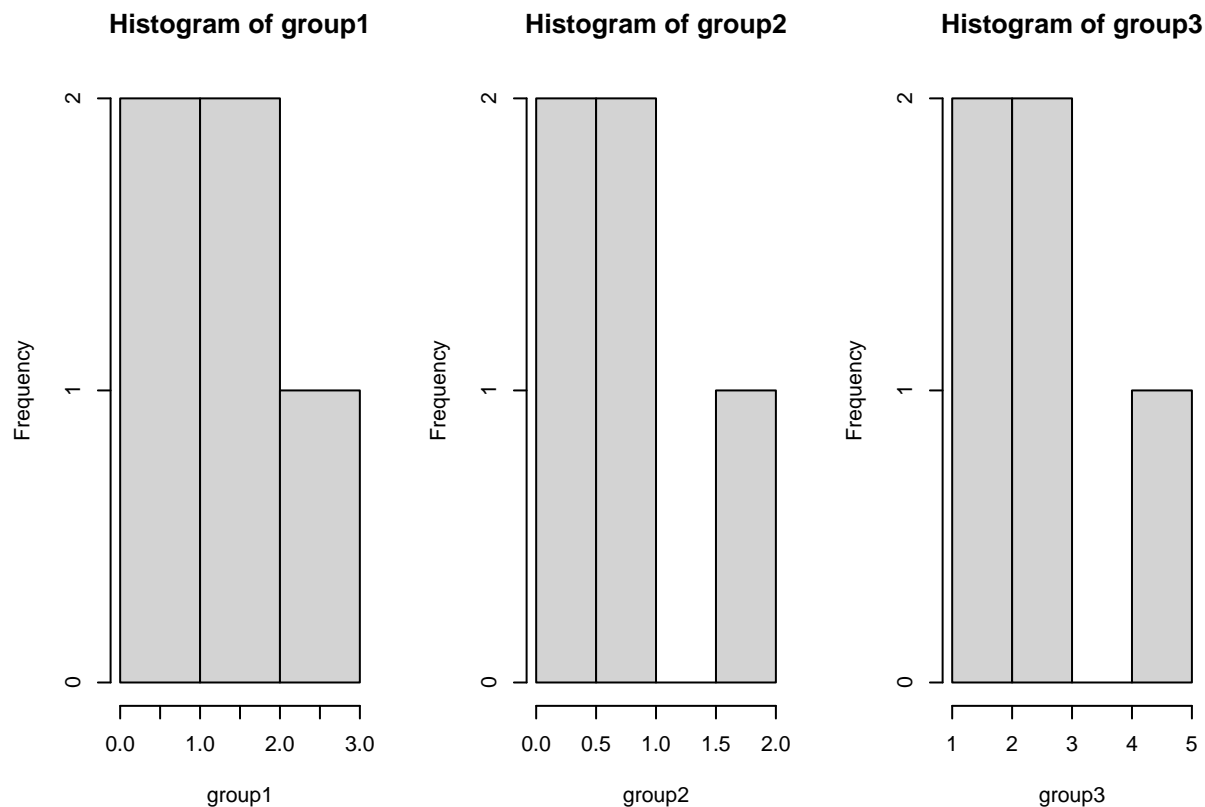 Histogram of group1
Frequency
2
1
0
0.0 1.0 2.0 3.0
group1
Histogram of group2
Frequency
2
1
0
0.0 0.5 1.0 1.5 2.0
group2
Histogram of group3
Frequency
2
1
0
1 2 3 4 5
group3